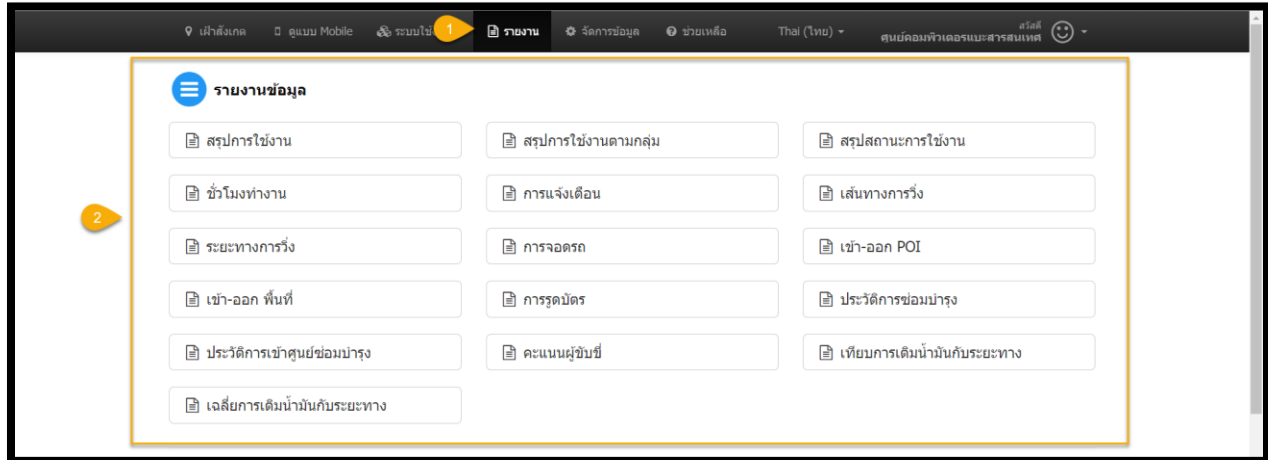 เฝ้าสังเกต ดูแบบ Mobile ระบบใช้ 1 รายงาน จัดการข้อมูล ช่วยเหลือ Thai (ไทย) สวัสดี
ศูนย์คอมพิวเตอรแบะสารสนเทศ
รายงานข้อมูล
สรุปการใช้งาน สรุปการใช้งานตามกลุ่ม สรุปสถานะการใช้งาน
ชั่วโมงทำงาน การแจ้งเตือน เส้นทางการวิ่ง
2
ระยะทางการวิ่ง การจอดรถ เข้า-ออก POI
เข้า-ออก พื้นที่ การรูดบัตร ประวัติการซ่อมบำรุง
ประวัติการเข้าศูนย์ซ่อมบำรุง คะแนนผู้ขับขี่ เทียบการเติมน้ำมันกับระยะทาง
เฉลี่ยการเติมน้ำมันกับระยะทาง